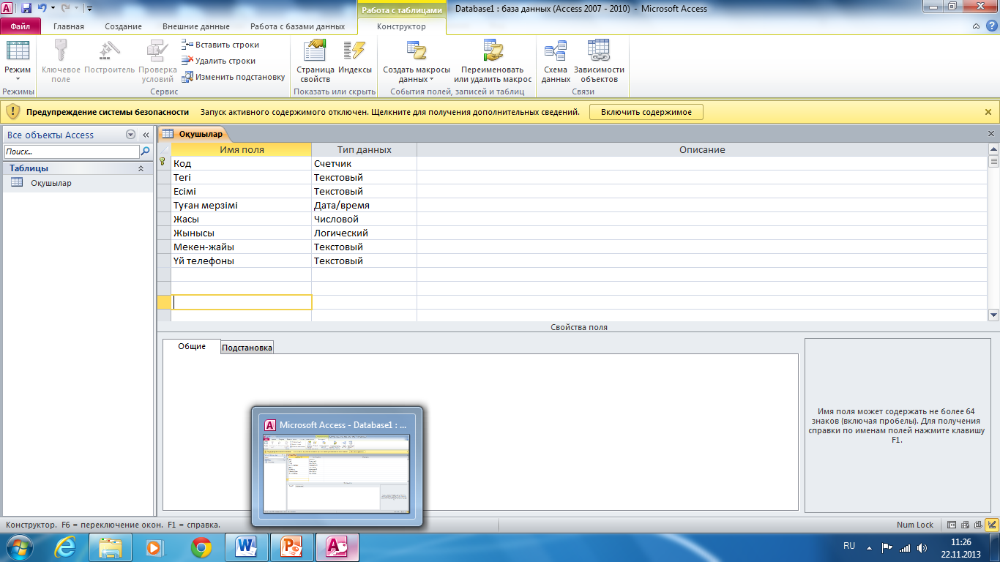 Работа с таблицами
Database1 : база данных (Access 2007 - 2010) - Microsoft Access
Файл
Главная
Создание
Внешние данные
Работа с базами данных
Конструктор
Режим
Ключевое поле
Построитель
Проверка условий
Вставить строки
Удалить строки
Изменить подстановку
Страница свойств
Индексы
Создать макросы данных
Переименовать или удалить макрос
Схема данных
Зависимости объектов
Режимы
Сервис
Показать или скрыть
События полей, записей и таблиц
Связи
Предупреждение системы безопасности Запуск активного содержимого отключен. Щелкните для получения дополнительных сведений.
Включить содержимое
Все объекты Access
Поиск...
Таблицы
Оқушылар
Оқушылар
Имя поля Тип данных Описание
Код Счетчик
Тегі Текстовый
Есімі Текстовый
Туған мерзімі Дата/время
Жасы Числовой
Жынысы Логический
Мекен-жайы Текстовый
Үй телефоны Текстовый
Свойства поля
Общие
Подстановка
Имя поля может содержать не более 64
знаков (включая пробелы). Для получения
справки по именам полей нажмите клавишу
F1.
Microsoft Access - Database1 : ...
Конструктор. F6 = переключение окон. F1 = справка.
Num Lock
RU
11:26
22.11.2013